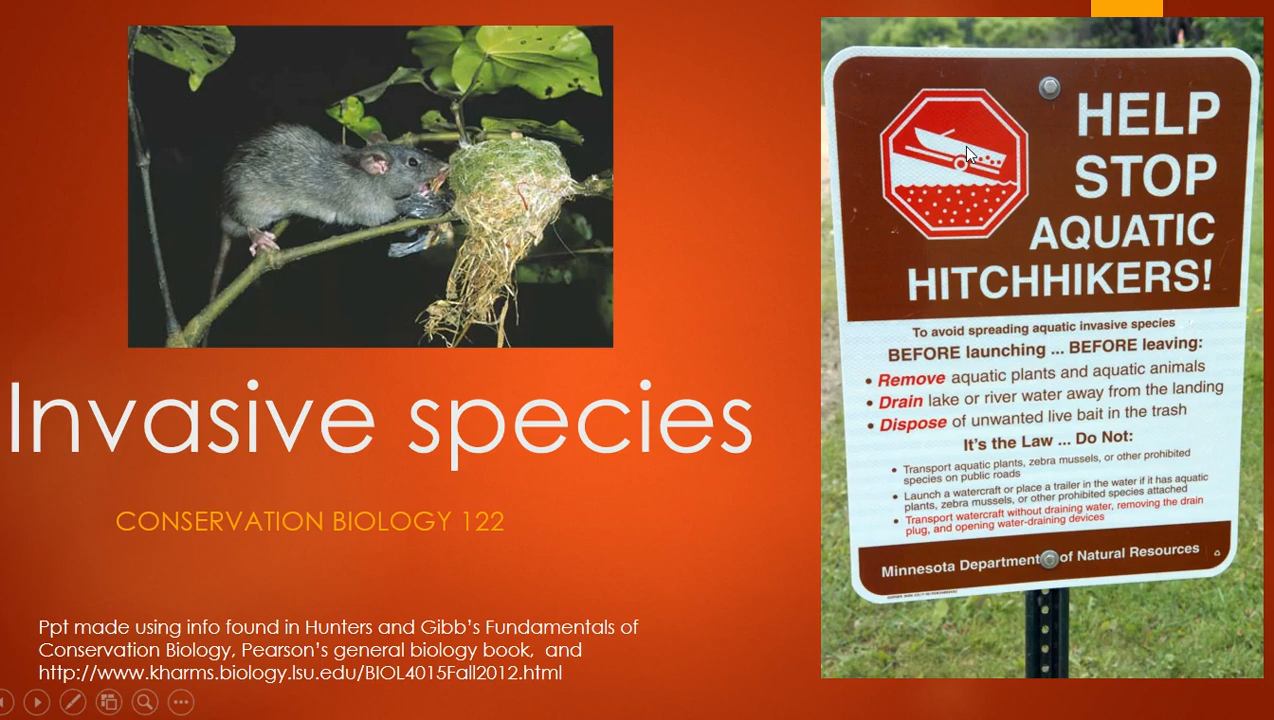 Invasive species
CONSERVATION BIOLOGY 122
Ppt made using info found in Hunters and Gibb's Fundamentals of
Conservation Biology, Pearson's general biology book,  and
http://www.kharms.biology.lsu.edu/BIOL4015Fall2012.html
HELP
STOP
AQUATIC
HITCHHIKERS!
To avoid spreading aquatic invasive species
BEFORE launching ... BEFORE leaving:
• Remove aquatic plants and aquatic animals
• Drain lake or river water away from the landing
• Dispose of unwanted live bait in the trash
It's the Law ... Do Not:
• Transport aquatic plants, zebra mussels, or other prohibited
species on public roads
• Launch a watercraft or place a trailer in the water if it has aquatic
plants, zebra mussels, or other prohibited species attached
• Transport watercraft without draining water, removing the drain
plug, and opening water-draining devices
Minnesota Department of Natural Resources